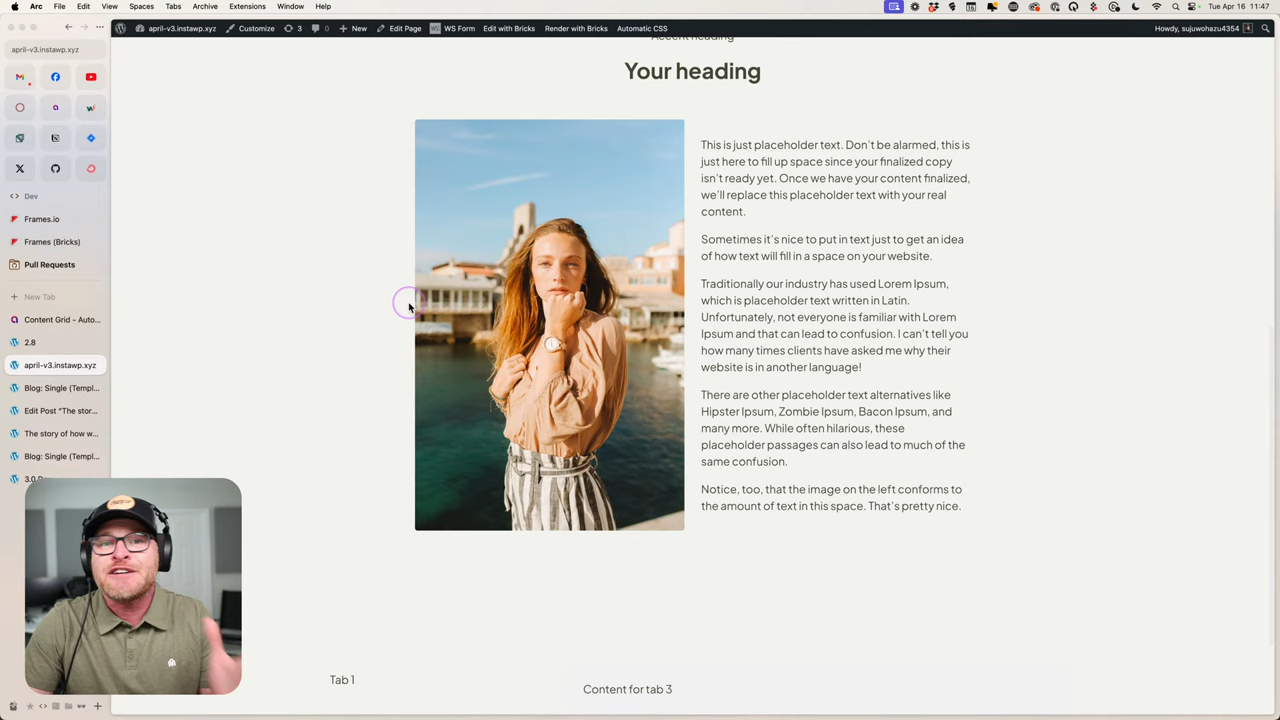 Arc File Edit View Spaces Tabs Archive Extensions Window Help Tue Apr 16 11:47
april-v3.instawp.xyz Customize 3 0 New Edit Page WS Form Edit with Bricks Render with Bricks Automatic CSS Howdy, sujuwohazu4354
april-v3.instawp.xyz
Dev
Frames.io
Frames (Bricks)
Pull Requests
New Tab
Content Grid - Auto...
2.8
april-v3.instawp.xyz
Blog: Single (Templ...
Edit Post “The stor...
The story of how w...
Blog: Single (Templ...
Accent heading
Your heading
This is just placeholder text. Don’t be alarmed, this is
just here to fill up space since your finalized copy
isn’t ready yet. Once we have your content finalized,
we’ll replace this placeholder text with your real
content.
Sometimes it’s nice to put in text just to get an idea
of how text will fill in a space on your website.
Traditionally our industry has used Lorem Ipsum,
which is placeholder text written in Latin.
Unfortunately, not everyone is familiar with Lorem
Ipsum and that can lead to confusion. I can’t tell you
how many times clients have asked me why their
website is in another language!
There are other placeholder text alternatives like
Hipster Ipsum, Zombie Ipsum, Bacon Ipsum, and
many more. While often hilarious, these
placeholder passages can also lead to much of the
same confusion.
Notice, too, that the image on the left conforms to
the amount of text in this space. That’s pretty nice.
Tab 1
Content for tab 3